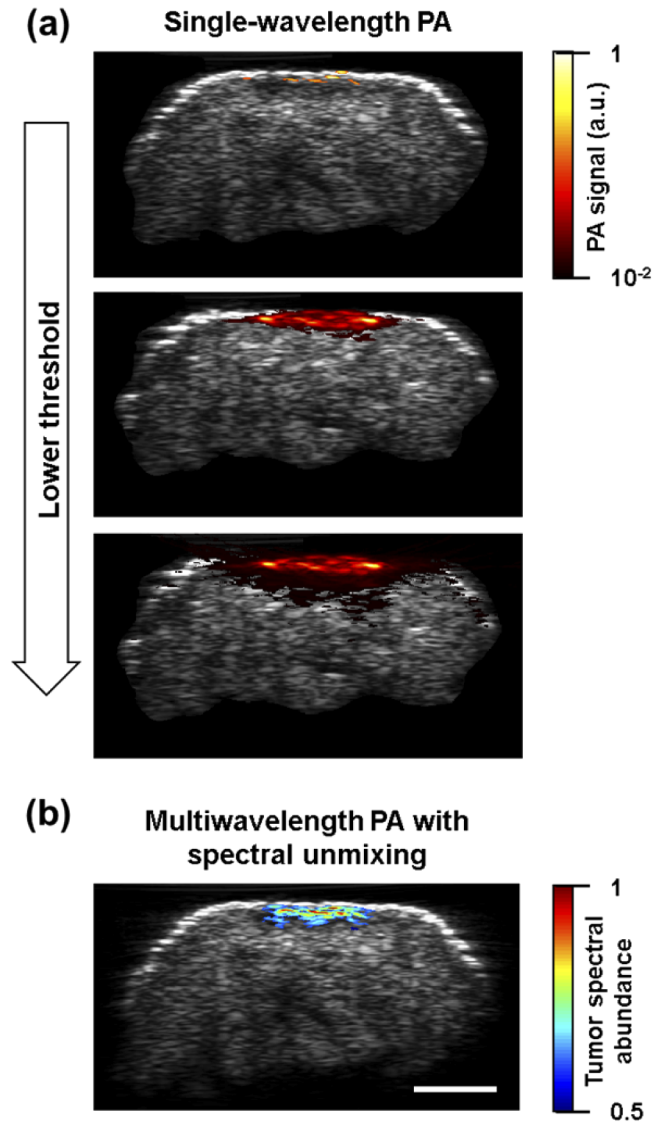 (a)
Single-wavelength PA
Lower threshold
1
PA signal (a.u.)
10-2
(b)
Multiwavelength PA with
spectral unmixing
1
Tumor spectral
abundance
0.5